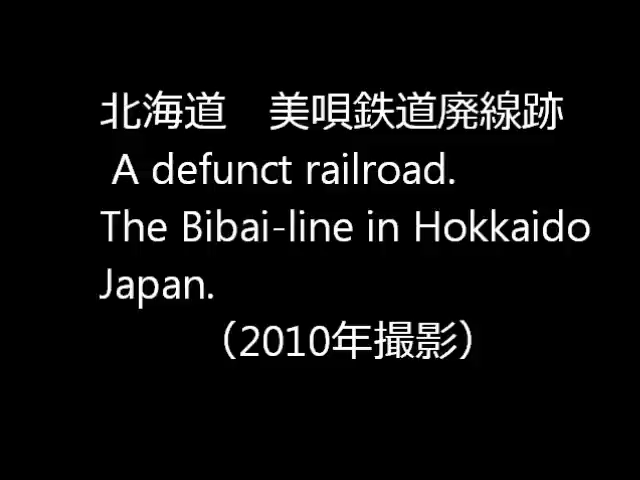 北海道　美唄鉄道廃線跡
A defunct railroad.
The Bibai-line in Hokkaido
Japan.
（2010年撮影）